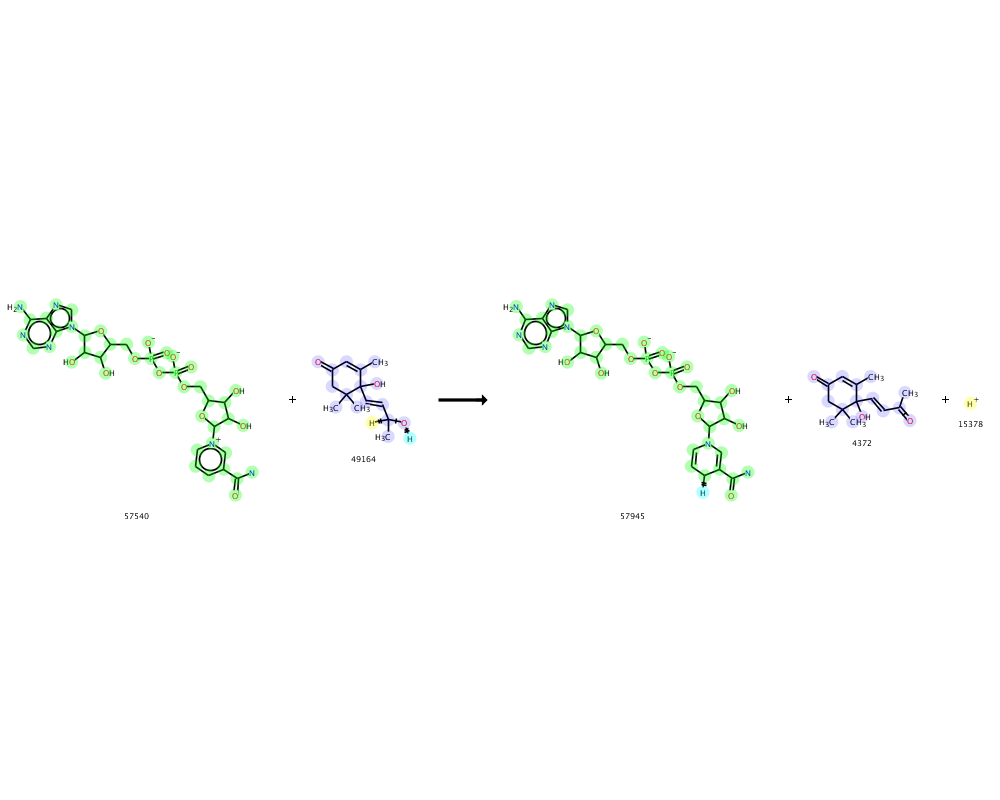 H2N N N N N N O HO OH O O- P O O O- P O O O OH OH O N+ N O
57540
+
O CH3 OH H3C CH3 H O H H3C
49164
H2N N N N N N O HO OH O O- P O O O- P O O O OH OH O N N O H
57945
+
O CH3 CH3 H3C CH3 OH O
4372
+
H+
15378